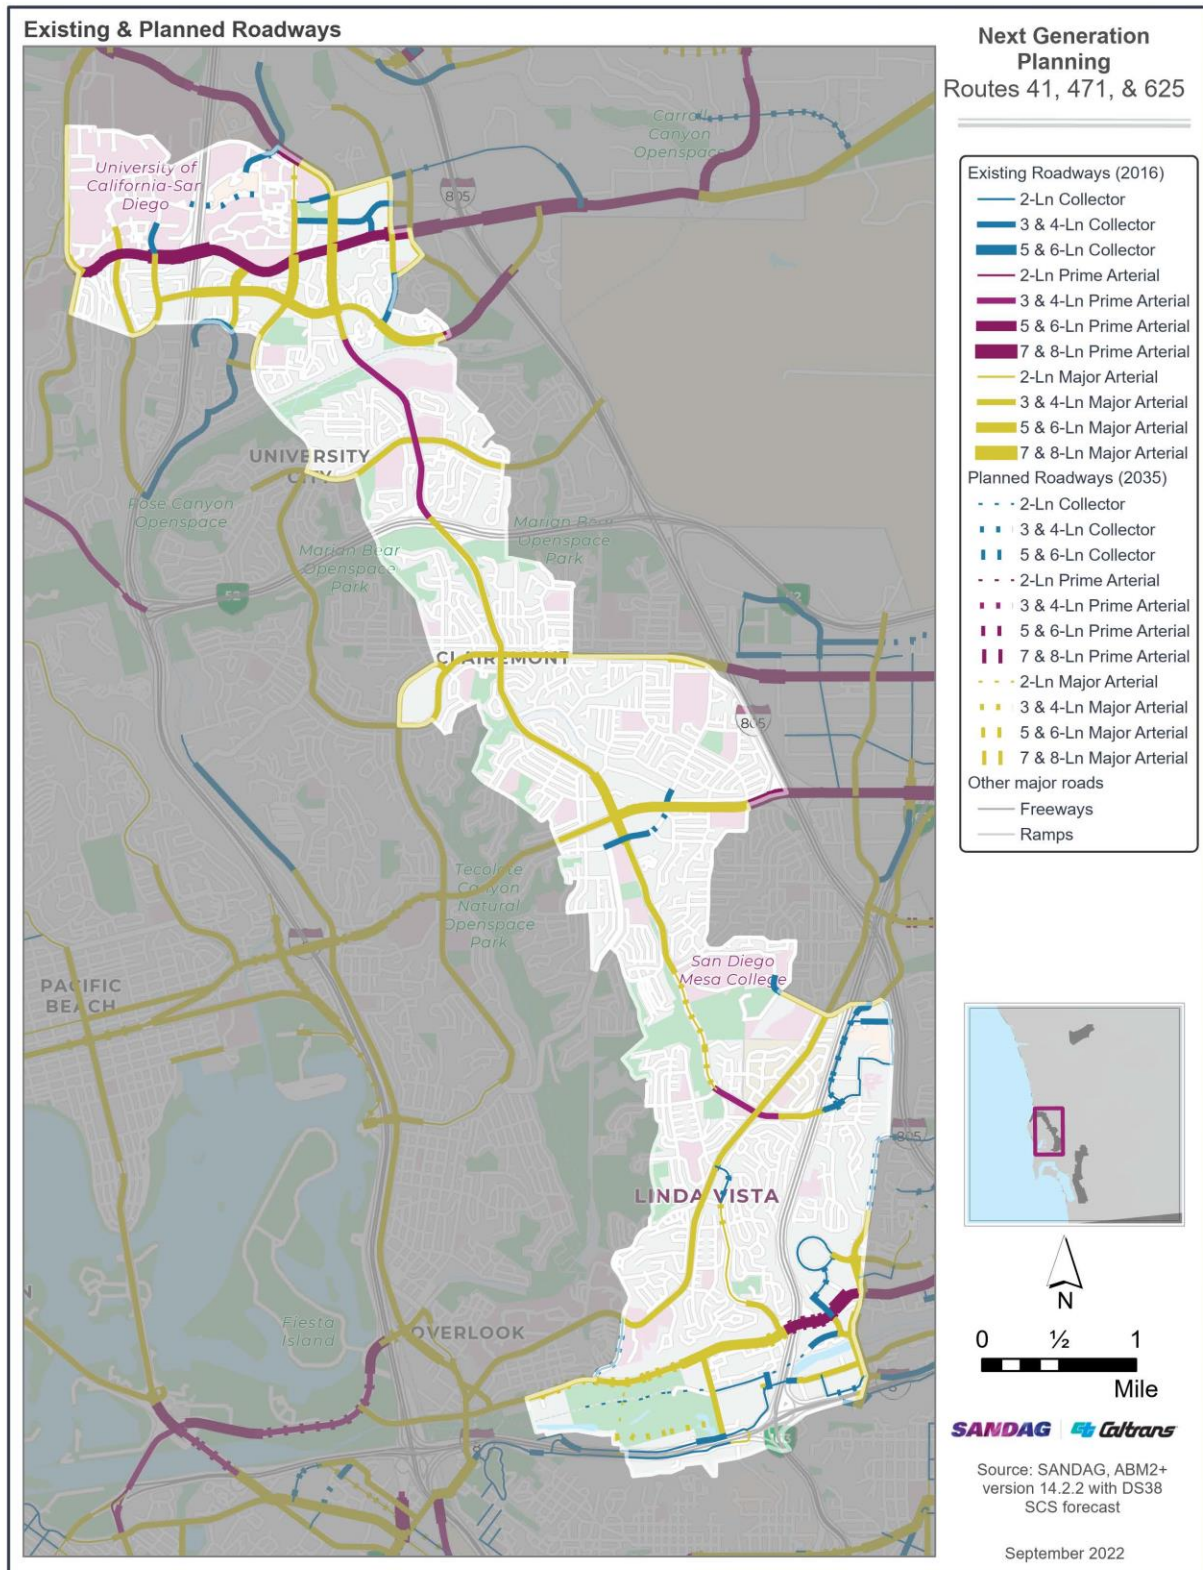 Existing & Planned Roadways
Next Generation
Planning
Routes 41, 471, & 625
Existing Roadways (2016)
2-Ln Collector
3 & 4-Ln Collector
5 & 6-Ln Collector
2-Ln Prime Arterial
3 & 4-Ln Prime Arterial
5 & 6-Ln Prime Arterial
7 & 8-Ln Prime Arterial
2-Ln Major Arterial
3 & 4-Ln Major Arterial
5 & 6-Ln Major Arterial
7 & 8-Ln Major Arterial
Planned Roadways (2035)
2-Ln Collector
3 & 4-Ln Collector
5 & 6-Ln Collector
2-Ln Prime Arterial
3 & 4-Ln Prime Arterial
5 & 6-Ln Prime Arterial
7 & 8-Ln Prime Arterial
2-Ln Major Arterial
3 & 4-Ln Major Arterial
5 & 6-Ln Major Arterial
7 & 8-Ln Major Arterial
Other major roads
Freeways
Ramps
Carroll
Canyon
Openspace
University of
California-San
Diego
805
UNIVERSITY
CITY
Rose Canyon
Openspace
Marian Bear
Openspace
Park
Marian Bear
Openspace
Park
52
CLAIREMONT
805
Tecolote
Canyon
Natural
Openspace
Park
San Diego
Mesa College
PACIFIC
BEACH
805
LINDA VISTA
Fiesta
Island
OVERLOOK
N
163
N
0 ½ 1
Mile
SANDAG Caltrans
Source: SANDAG, ABM2+
version 14.2.2 with DS38
SCS forecast
September 2022